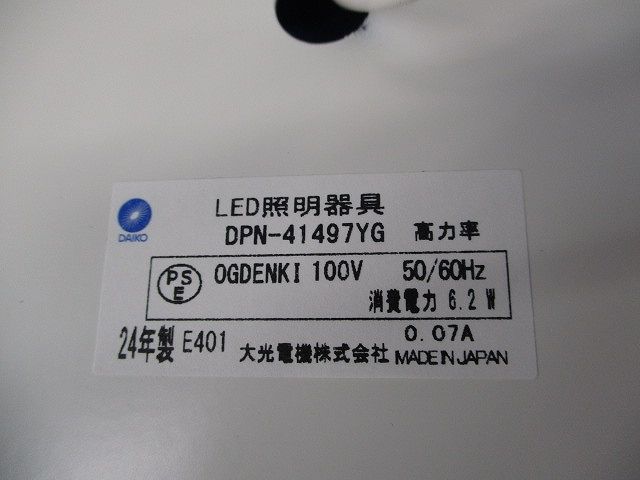 LED照明器具
DAIKO DPN-41497YG 高力率
PSE OGDENKI 100V 50/60Hz
消費電力 6.2 W
24年製 E401 大光電機株式会社 0.07A
MADE IN JAPAN